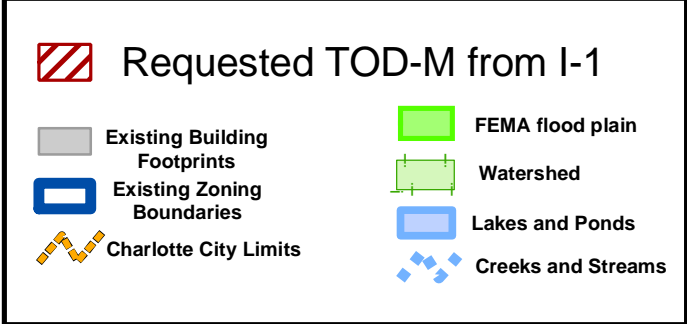 Requested TOD-M from I-1
Existing Building
Footprints
Existing Zoning
Boundaries
Charlotte City Limits
FEMA flood plain
Watershed
Lakes and Ponds
Creeks and Streams